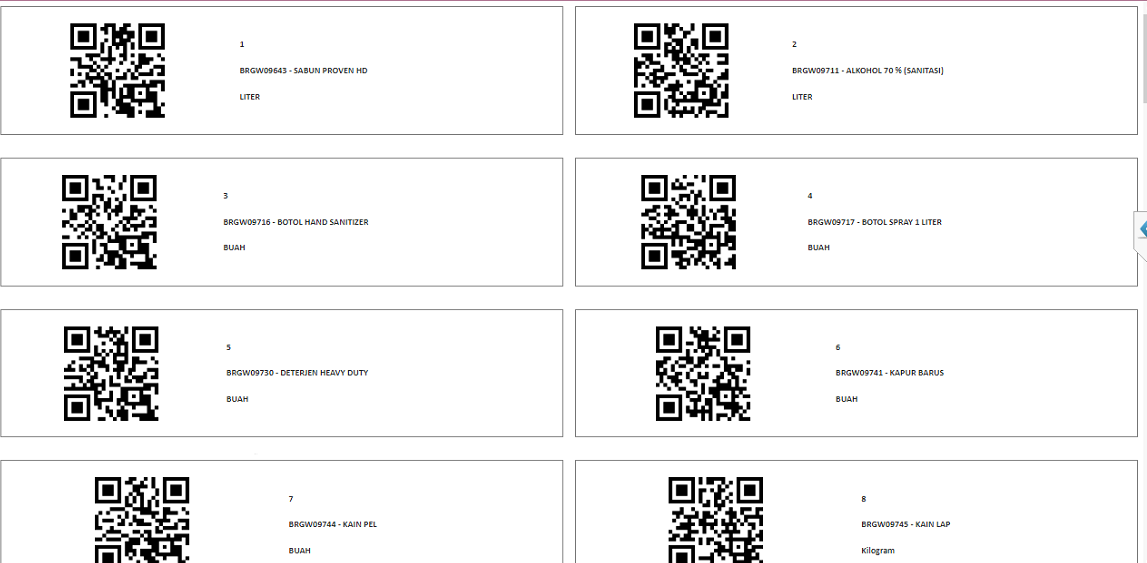 1
BRGW09643 - SABUN PROVEN HD
LITER
2
BRGW09711 - ALKOHOL 70 % (SANITASI)
LITER
3
BRGW09716 - BOTOL HAND SANITIZER
BUAH
4
BRGW09717 - BOTOL SPRAY 1 LITER
BUAH
5
BRGW09730 - DETERJEN HEAVY DUTY
BUAH
6
BRGW09741 - KAPUR BARUS
BUAH
7
BRGW09744 - KAIN PEL
BUAH
8
BRGW09745 - KAIN LAP
Kilogram